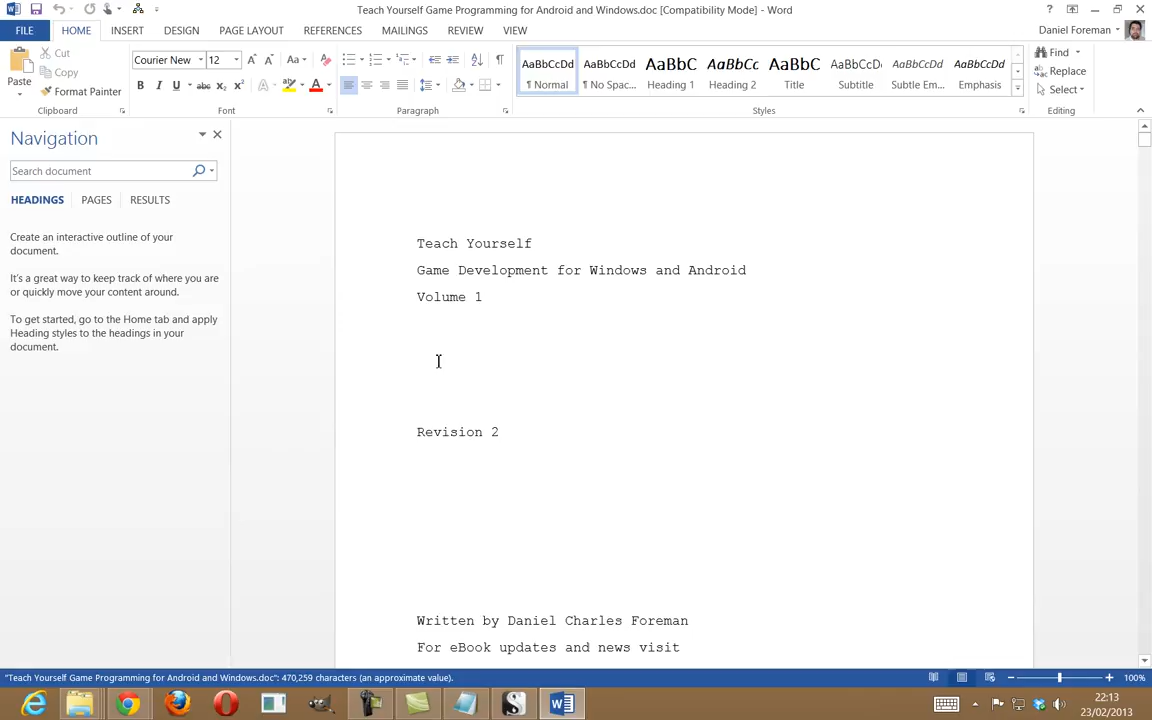 Teach Yourself Game Programming for Android and Windows.doc [Compatibility Mode] - Word
?
FILE HOME INSERT DESIGN PAGE LAYOUT REFERENCES MAILINGS REVIEW VIEW
Daniel Foreman
Paste
Cut
Copy
Format Painter
Clipboard
Courier New 12
Font
Paragraph
AaBbCcDd AaBbCcDd AaBbC AaBbCc AaBbC AaBbCcD AaBbCcDd AaBbCcDd
¶ Normal ¶ No Spac... Heading 1 Heading 2 Title Subtitle Subtle Em... Emphasis
Styles
Find
Replace
Select
Editing
Navigation
Search document
HEADINGS PAGES RESULTS
Create an interactive outline of your
document.
It's a great way to keep track of where you are
or quickly move your content around.
To get started, go to the Home tab and apply
Heading styles to the headings in your
document.
Teach Yourself
Game Development for Windows and Android
Volume 1
Revision 2
Written by Daniel Charles Foreman
For eBook updates and news visit
"Teach Yourself Game Programming for Android and Windows.doc": 470,259 characters (an approximate value).
100%
22:13
23/02/2013